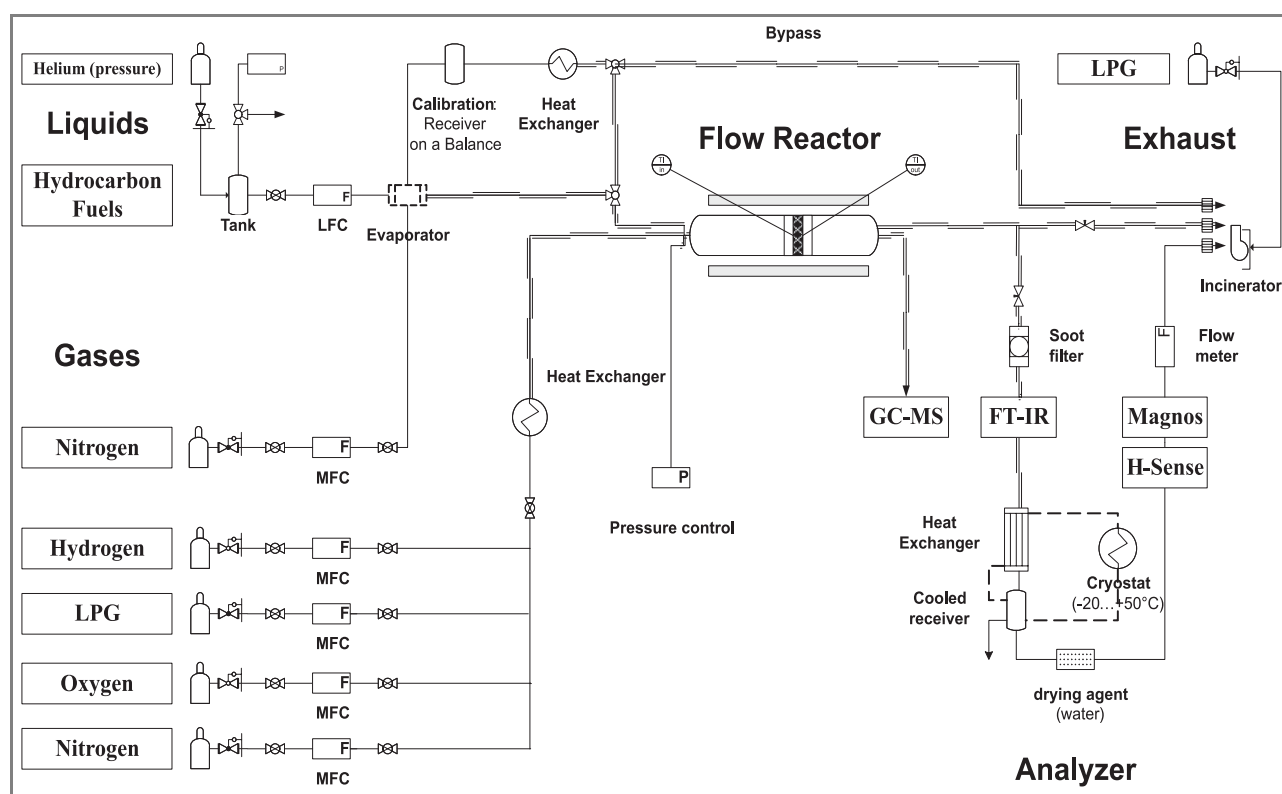 Helium (pressure)
P
Bypass
LPG
Liquids
Calibration:
Receiver
on a Balance
Heat
Exchanger
Flow Reactor
Exhaust
TI
in
TI
out
Hydrocarbon
Fuels
F
Tank
LFC
Evaporator
Incinerator
Gases
Heat Exchanger
Soot
filter
F
Flow
meter
GC-MS
FT-IR
Magnos
Nitrogen
F
MFC
P
H-Sense
Pressure control
Hydrogen
F
MFC
Heat
Exchanger
Cryostat
(-20...+50°C)
LPG
F
MFC
Cooled
receiver
Oxygen
F
MFC
drying agent
(water)
Nitrogen
F
MFC
Analyzer